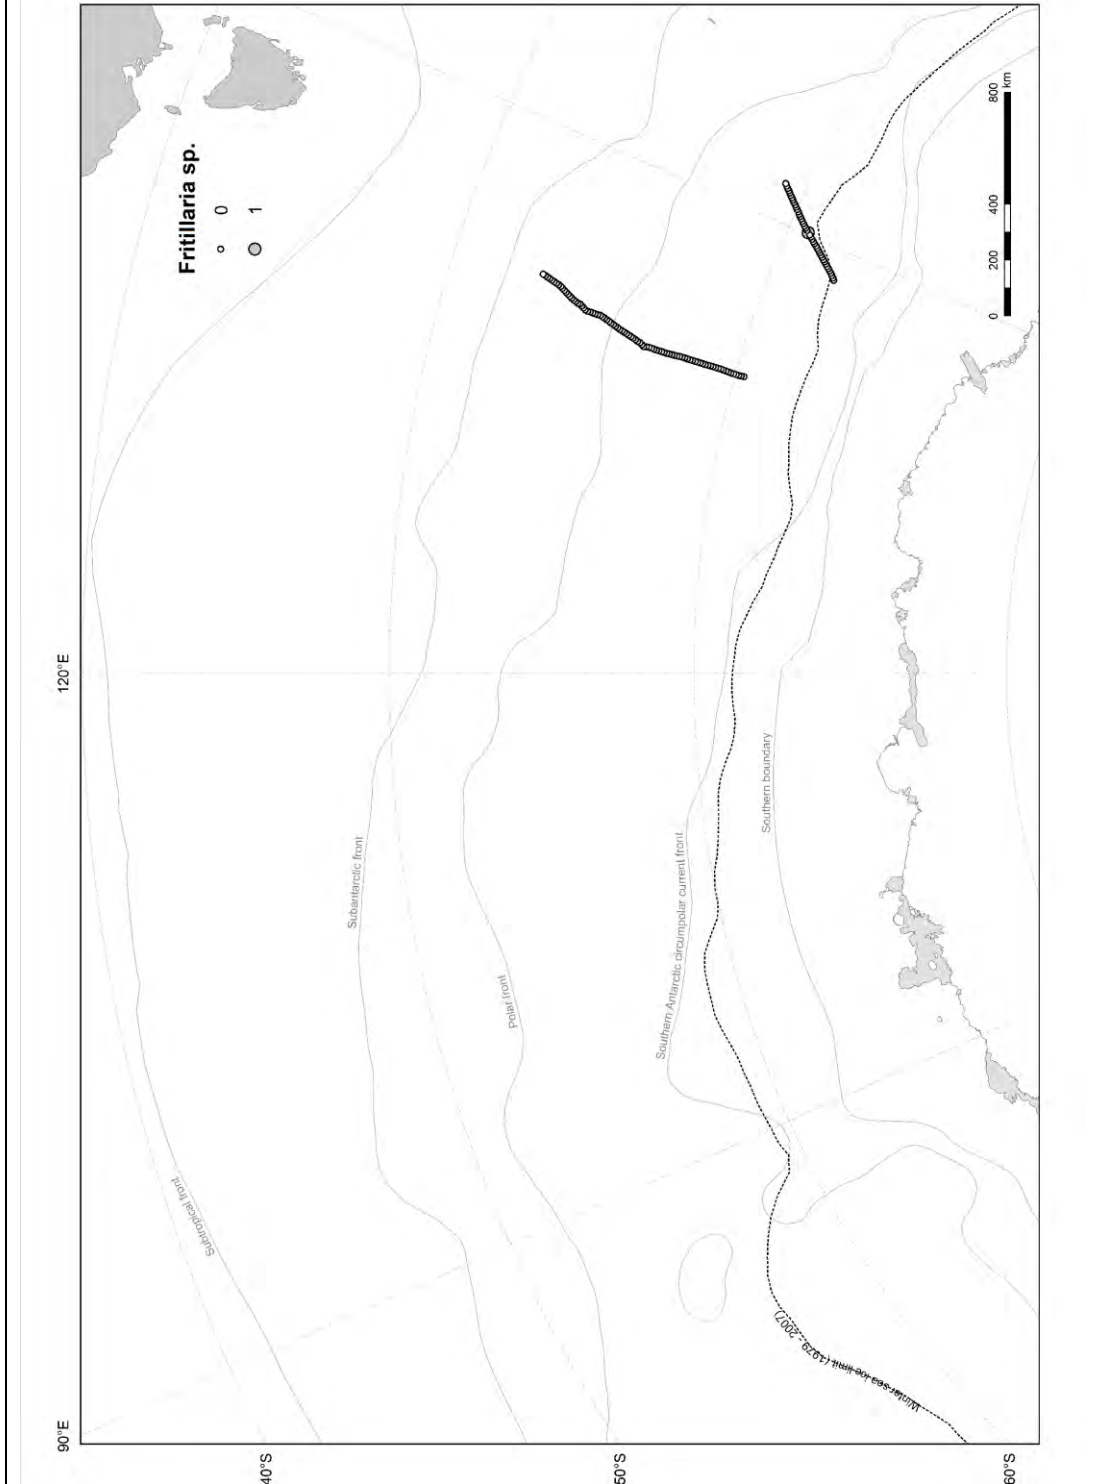 Fritillaria sp.
0
1
0 200 400 800
km
90°E
120°E
40°S
50°S
60°S
Subtropical front
Subantarctic front
Polar front
Southern Antarctic circumpolar current front
Southern boundary
Winter sea ice limit (1979 - 2007)